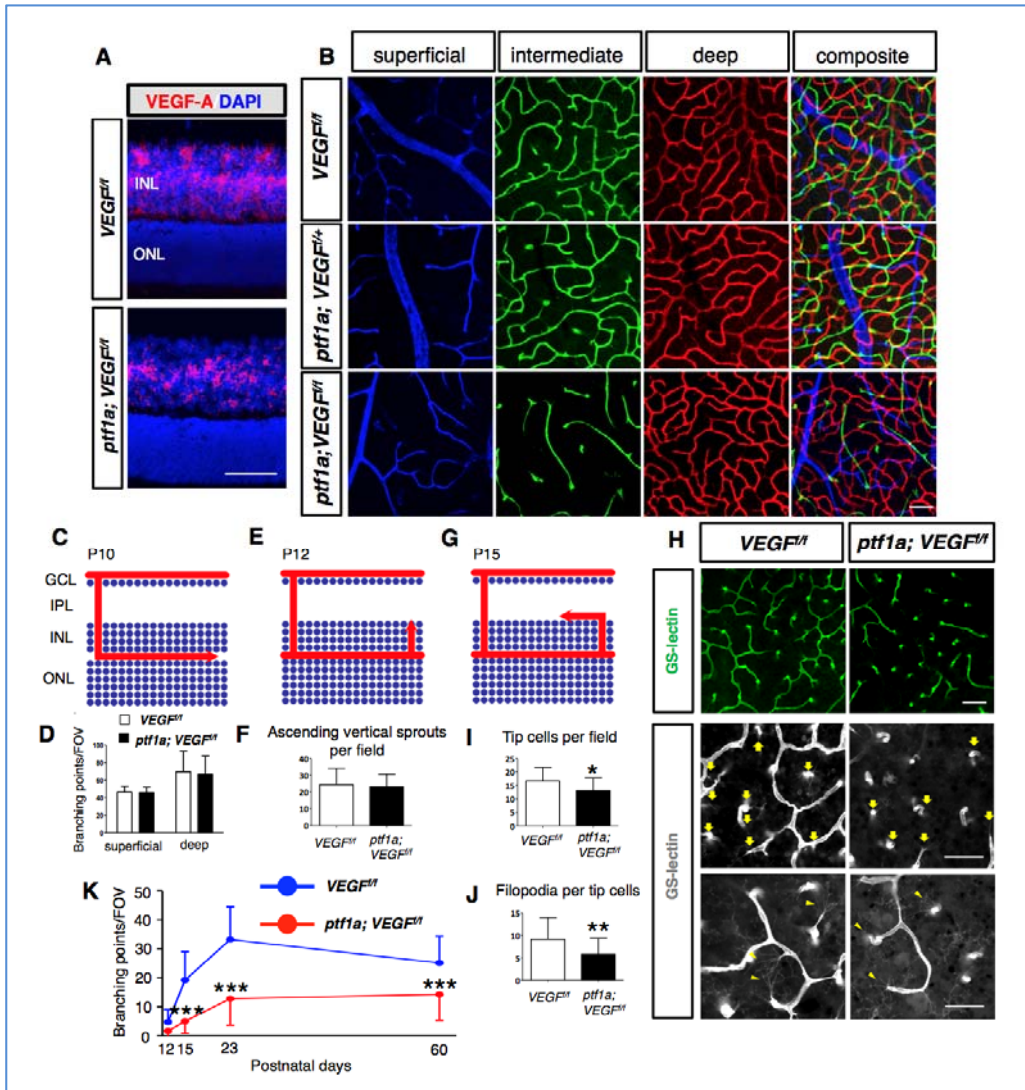 A
VEGF-A DAPI
VEGFf/f
INL
ONL
ptf1a; VEGFf/f
B
superficial intermediate deep composite
VEGFf/f
ptf1a; VEGFf/+
ptf1a;VEGFf/f
C
P10
GCL
IPL
INL
ONL
E
P12
G
P15
H
VEGFf/f ptf1a; VEGFf/f
GS-lectin
GS-lectin
D
VEGFf/f
ptf1a; VEGFf/f
Branching points/FOV
100
80
60
40
20
0
superficial deep
F
Ascending vertical sprouts
per field
40
30
20
10
0
VEGFf/f ptf1a;
VEGFf/f
I
Tip cells per field
25
20
15
10
5
0
*
VEGFf/f ptf1a;
VEGFf/f
J
Filopodia per tip cells
15
10
5
0
**
VEGFf/f ptf1a;
VEGFf/f
K
VEGFf/f
ptf1a; VEGFf/f
Branching points/FOV
50
40
30
20
10
0
*** *** ***
12 15 23 60
Postnatal days